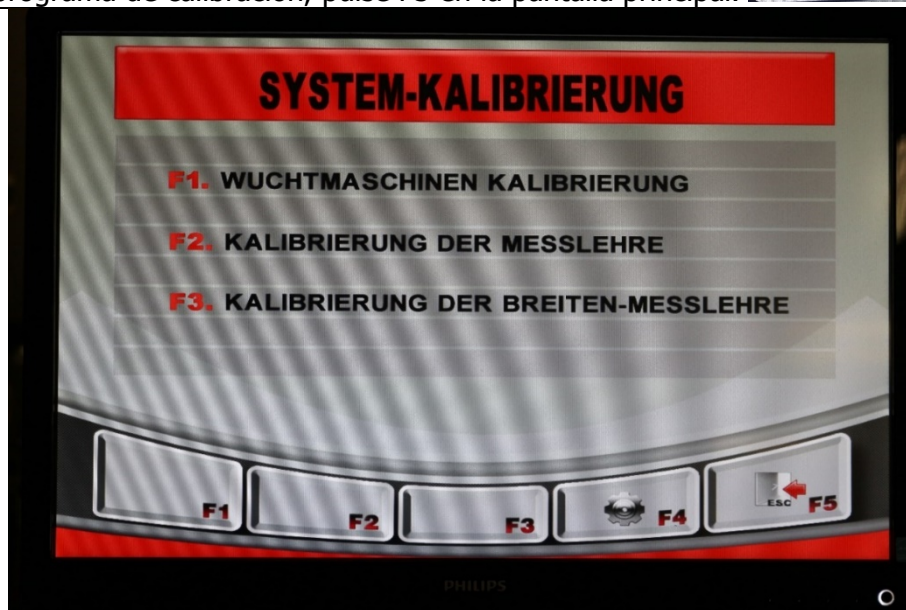 programa de calibración, pulse en la pantalla principal.
SYSTEM-KALIBRIERUNG
F1. WUCHTMASCHINEN KALIBRIERUNG
F2. KALIBRIERUNG DER MESSLEHRE
F3. KALIBRIERUNG DER BREITEN-MESSLEHRE
F1
F2
F3
F4
ESC F5
PHILIPS